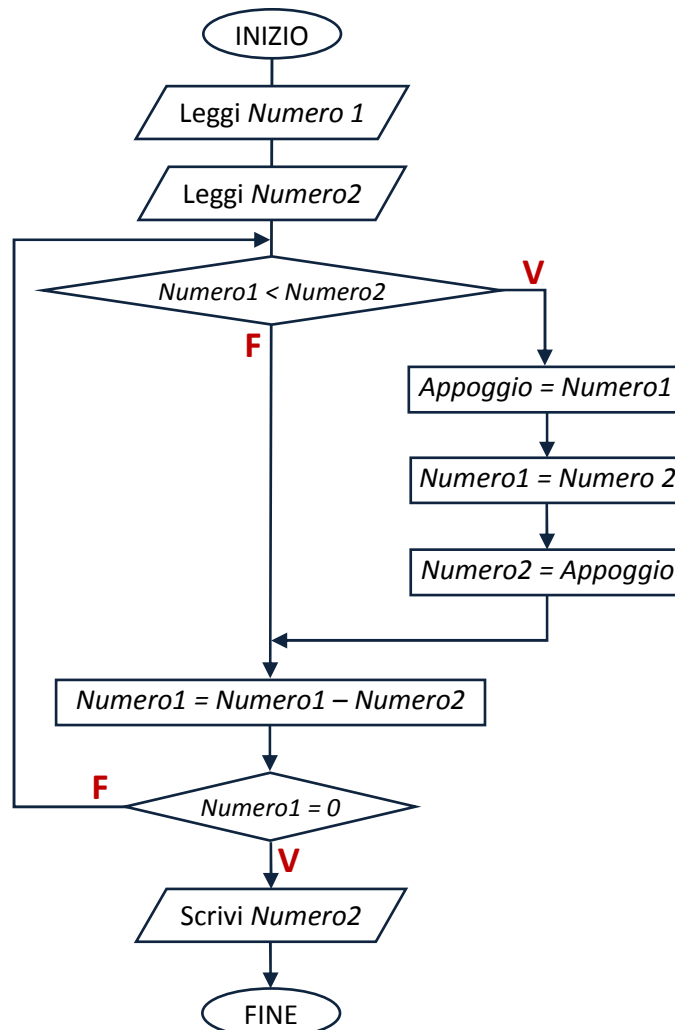 INIZIO
Leggi Numero 1
Leggi Numero2
Numero1 < Numero2
V
F
Appoggio = Numero1
Numero1 = Numero 2
Numero2 = Appoggio
Numero1 = Numero1 – Numero2
F
Numero1 = 0
V
Scrivi Numero2
FINE